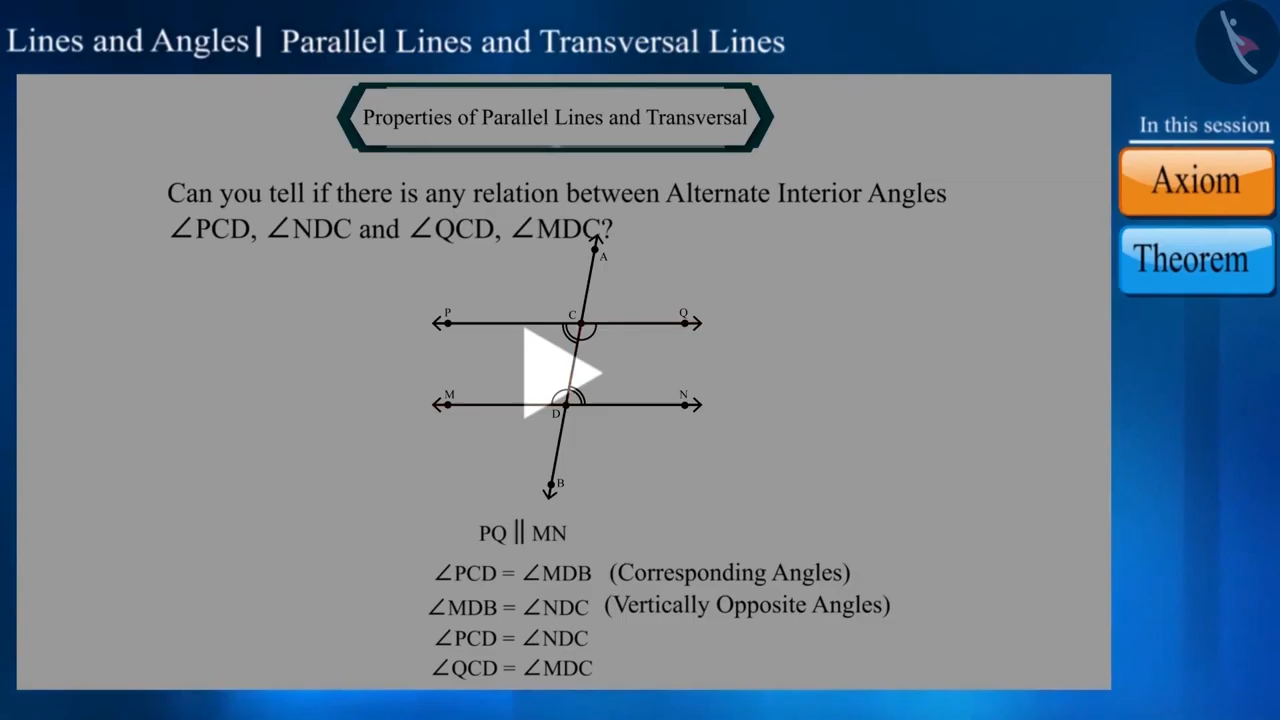 Lines and Angles| Parallel Lines and Transversal Lines
In this session
Axiom
Theorem
Properties of Parallel Lines and Transversal
Can you tell if there is any relation between Alternate Interior Angles
∠PCD, ∠NDC and ∠QCD, ∠MDC?
A
P C Q
M N
D
B
PQ || MN
∠PCD = ∠MDB (Corresponding Angles)
∠MDB = ∠NDC (Vertically Opposite Angles)
∠PCD = ∠NDC
∠QCD = ∠MDC